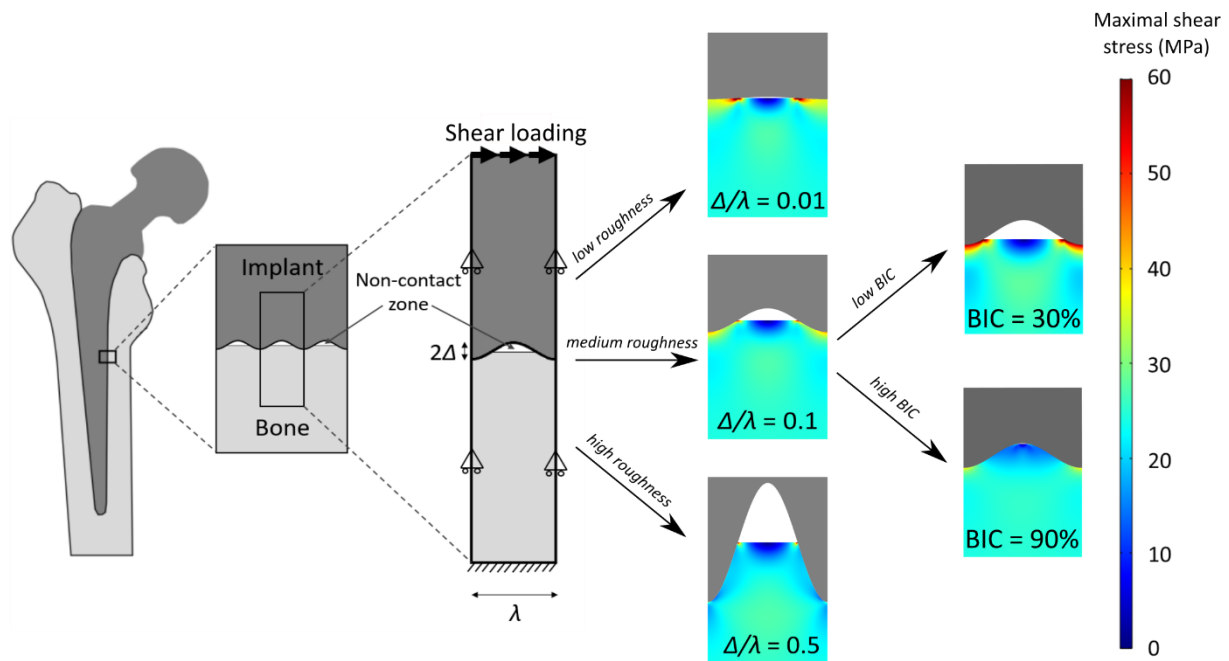 Maximal shear
stress (MPa)
60
50
40
30
20
10
0
Implant
Bone
Non-contact
zone
Shear loading
2Δ
λ
low roughness
medium roughness
high roughness
Δ/λ = 0.01
Δ/λ = 0.1
Δ/λ = 0.5
low BIC
high BIC
BIC = 30%
BIC = 90%